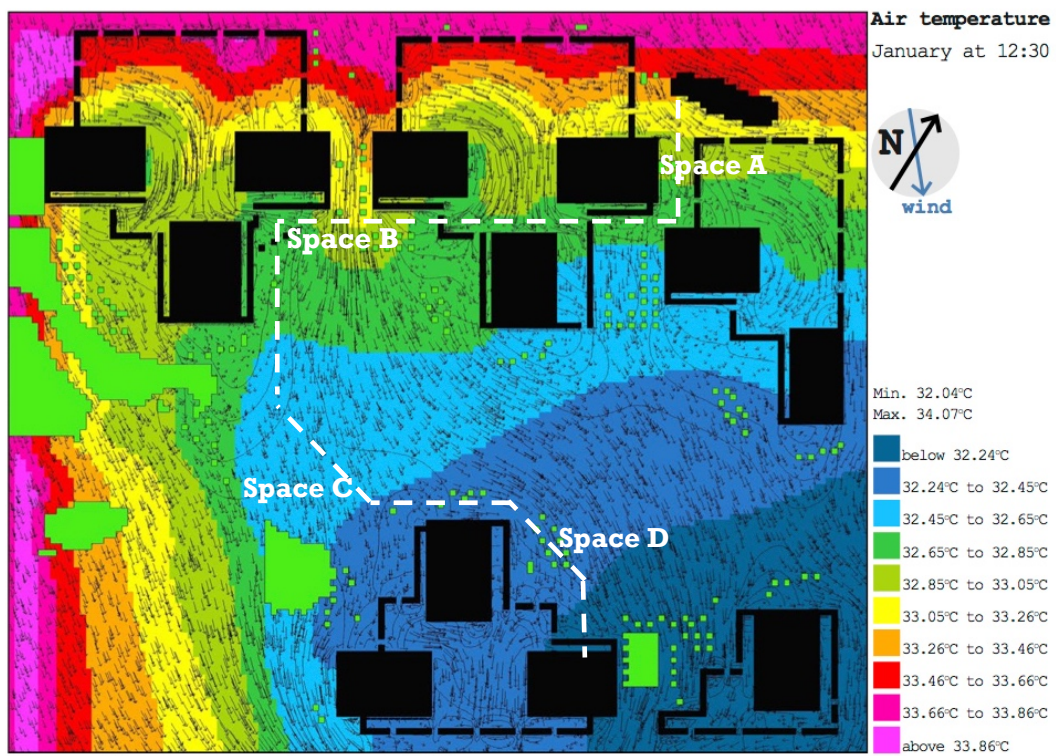 Air temperature
January at 12:30
N
wind
Space A
Space B
Space C
Space D
Min. 32.04°C
Max. 34.07°C
below 32.24°C
32.24°C to 32.45°C
32.45°C to 32.65°C
32.65°C to 32.85°C
32.85°C to 33.05°C
33.05°C to 33.26°C
33.26°C to 33.46°C
33.46°C to 33.66°C
33.66°C to 33.86°C
above 33.86°C